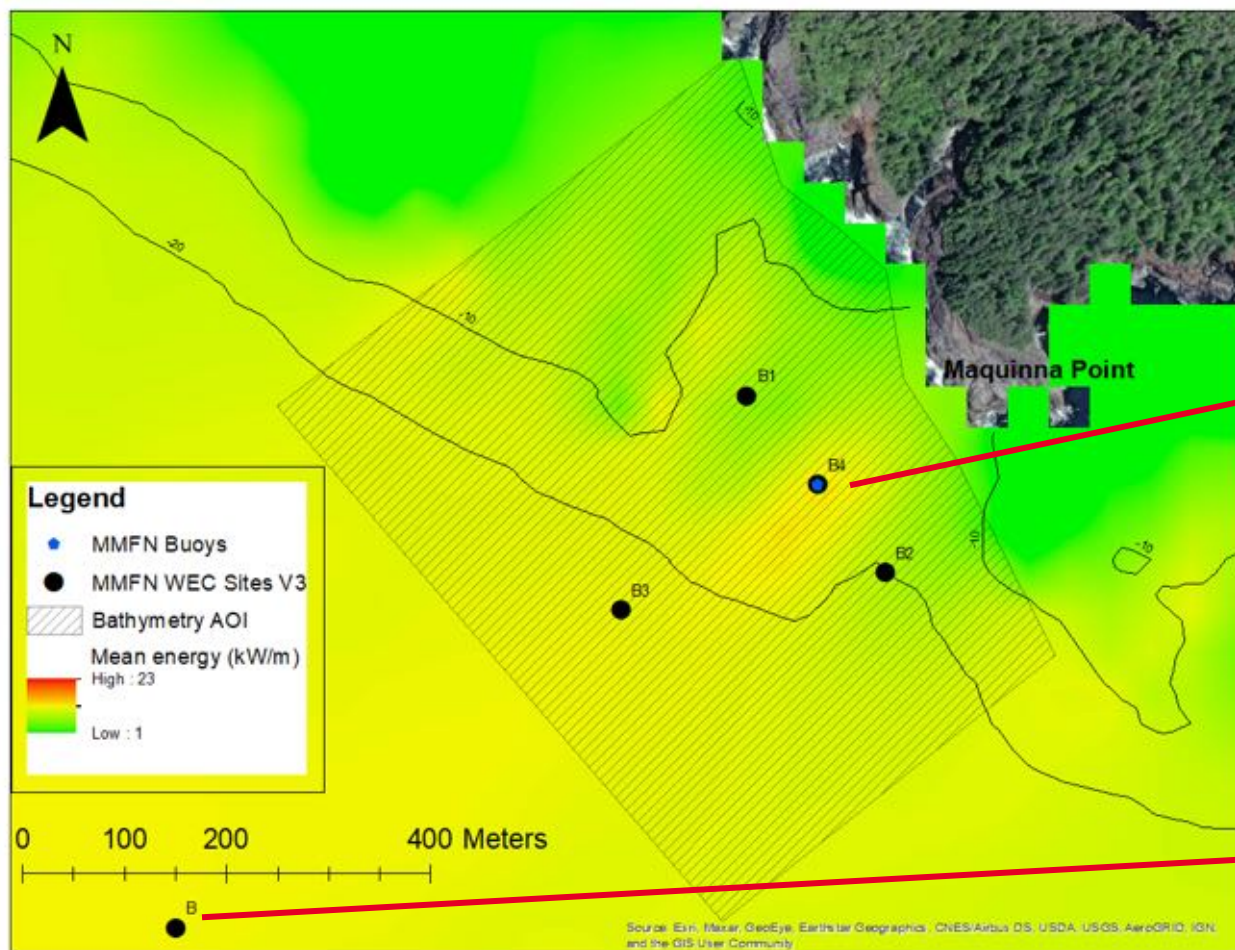 N
-10
-20
-10
B1
Maquinna Point
B4
-10
-10
B2
B3
Legend
MMFN Buoys
MMFN WEC Sites V3
Bathymetry AOI
Mean energy (kW/m)
High : 23
Low : 1
0 100 200 400 Meters
B
Source: Esri, Maxar, GeoEye, Earthstar Geographics, CNES/Airbus DS, USDA, USGS, AeroGRID, IGN,
and the GIS User Community